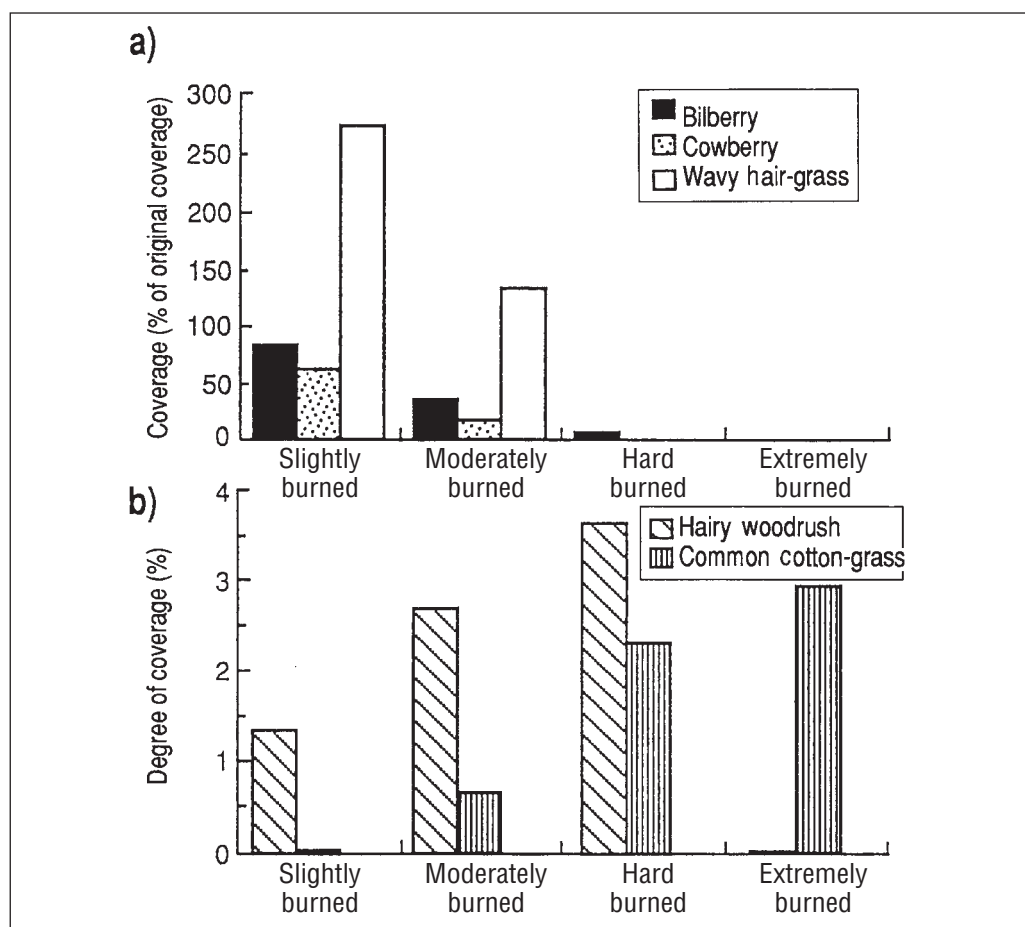 a)
Coverage (% of original coverage)
300
250
200
150
100
50
0
Bilberry
Cowberry
Wavy hair-grass
Slightly burned
Moderately burned
Hard burned
Extremely burned
b)
Degree of coverage (%)
4
3
2
1
0
Hairy woodrush
Common cotton-grass
Slightly burned
Moderately burned
Hard burned
Extremely burned